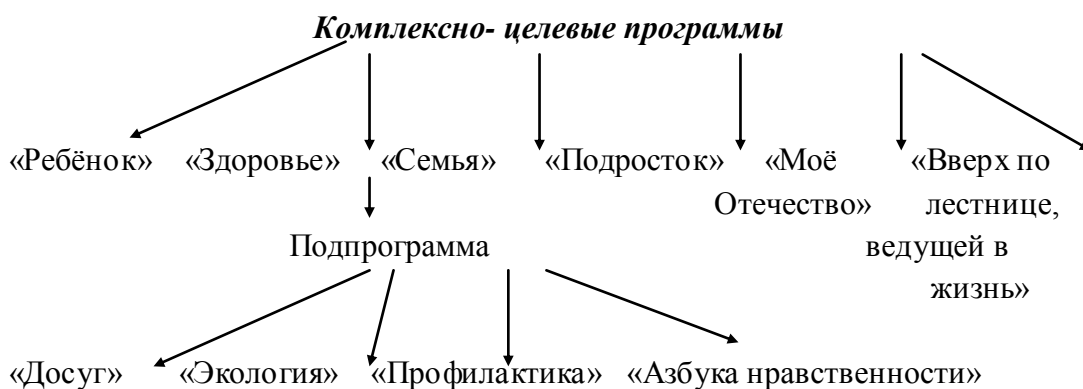 Комплексно- целевые программы
«Ребёнок» «Здоровье» «Семья» «Подросток» «Моё «Вверх по
Отечество» лестнице,
ведущей в
жизнь»
Подпрограмма
«Досуг» «Экология» «Профилактика» «Азбука нравственности»